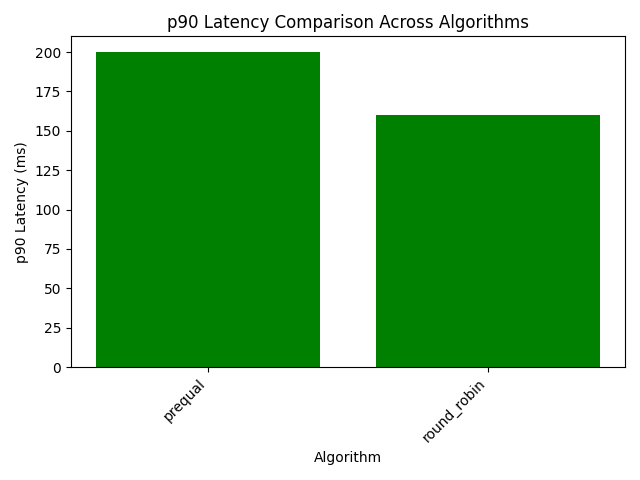 p90 Latency Comparison Across Algorithms
p90 Latency (ms)
200
175
150
125
100
75
50
25
0
prequal
round_robin
Algorithm